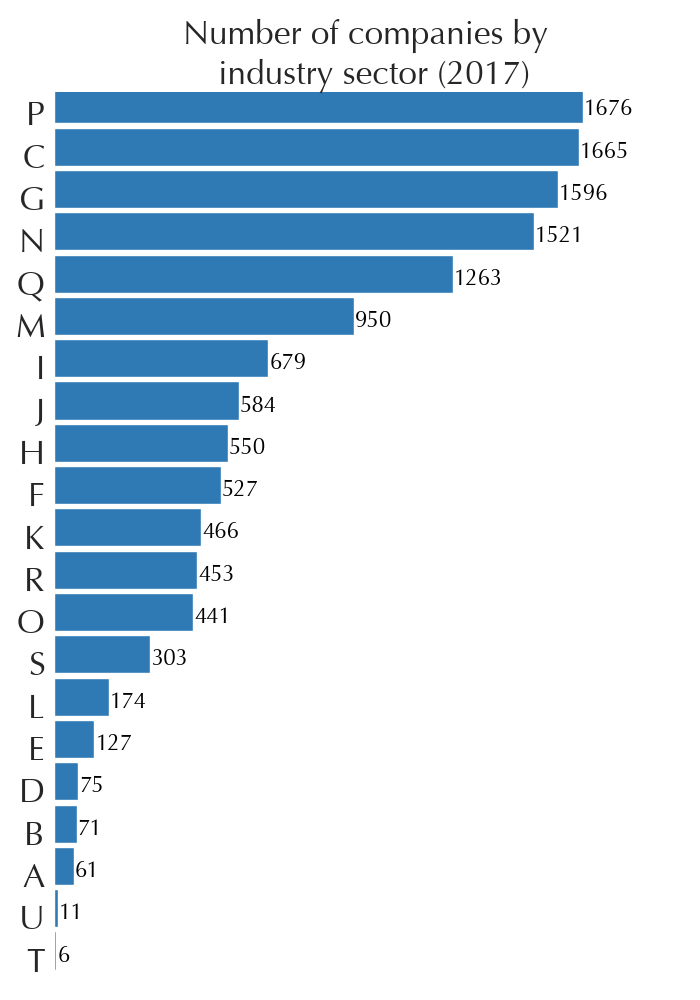 Number of companies by
industry sector (2017)
P 1676
C 1665
G 1596
N 1521
Q 1263
M 950
I 679
J 584
H 550
F 527
K 466
R 453
O 441
S 303
L 174
E 127
D 75
B 71
A 61
U 11
T 6